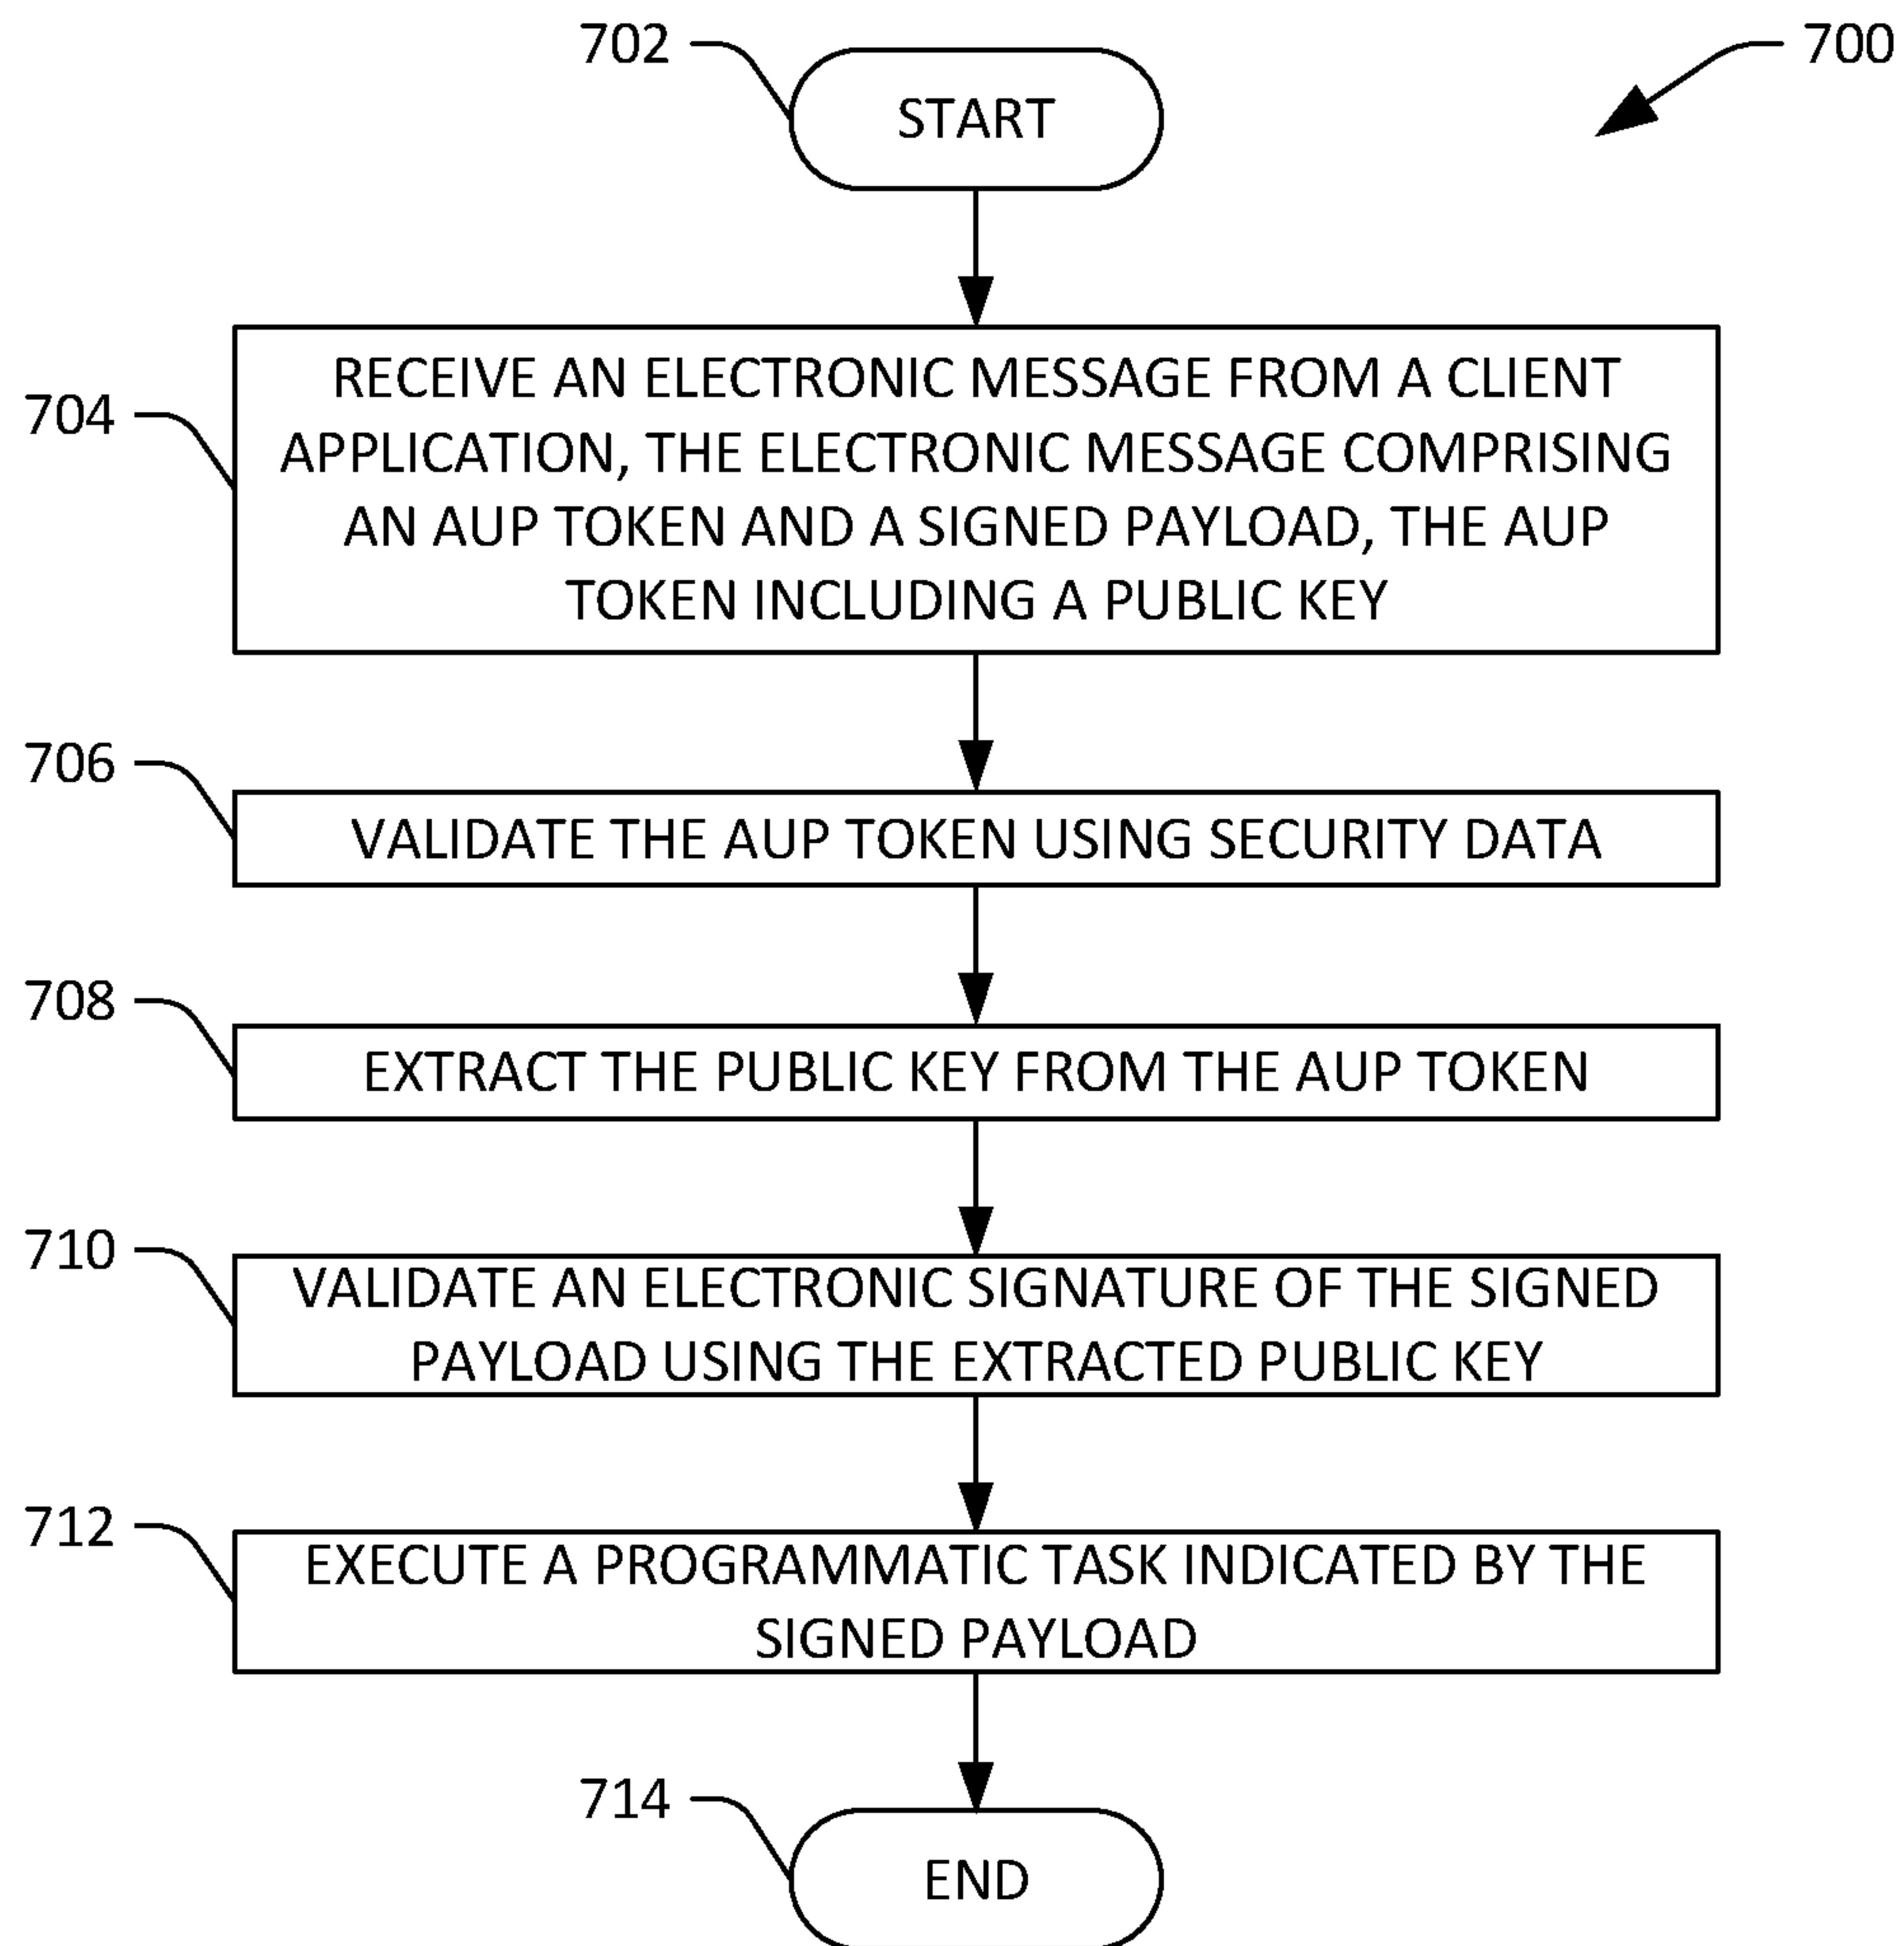 702
START
700
704
RECEIVE AN ELECTRONIC MESSAGE FROM A CLIENT
APPLICATION, THE ELECTRONIC MESSAGE COMPRISING
AN AUP TOKEN AND A SIGNED PAYLOAD, THE AUP
TOKEN INCLUDING A PUBLIC KEY
706
VALIDATE THE AUP TOKEN USING SECURITY DATA
708
EXTRACT THE PUBLIC KEY FROM THE AUP TOKEN
710
VALIDATE AN ELECTRONIC SIGNATURE OF THE SIGNED
PAYLOAD USING THE EXTRACTED PUBLIC KEY
712
EXECUTE A PROGRAMMATIC TASK INDICATED BY THE
SIGNED PAYLOAD
714
END